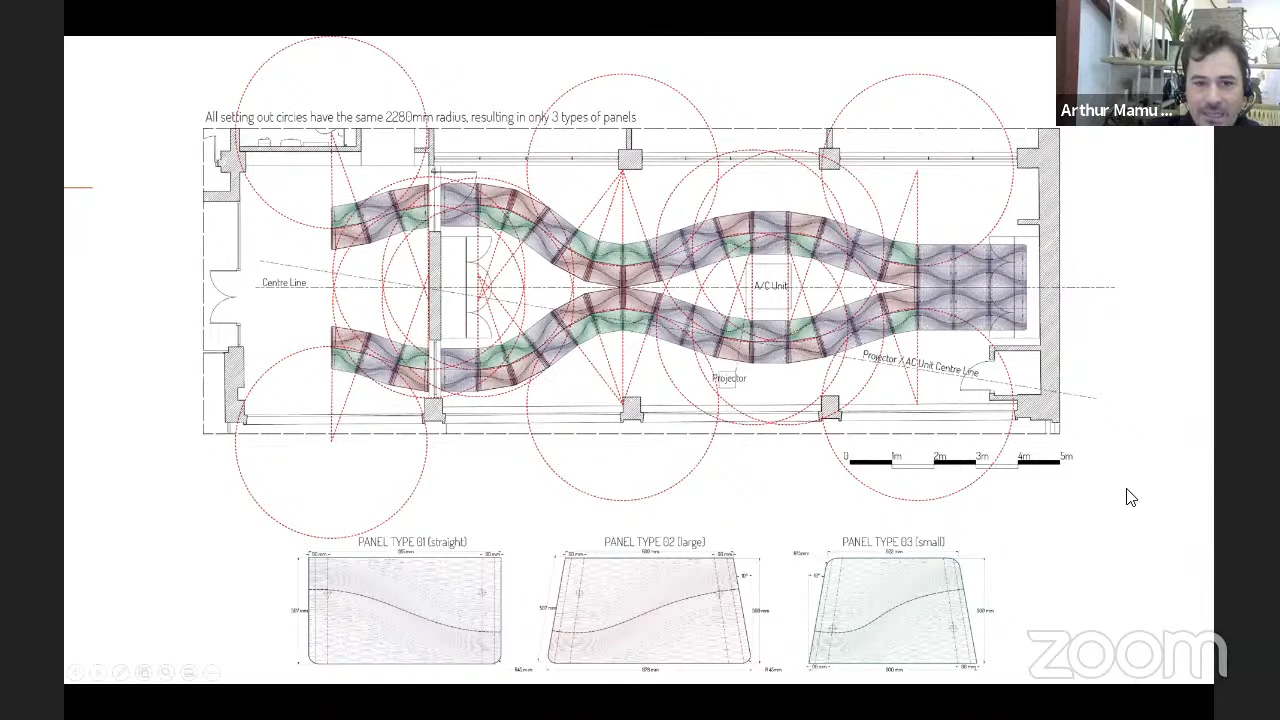 Arthur Mamu ...
All setting out circles have the same 2280mm radius, resulting in only 3 types of panels
Centre Line
A/C Unit
Projector / AC Unit Centre Line
Projector
0 1m 2m 3m 4m 5m
PANEL TYPE 01 (straight) PANEL TYPE 02 (large) PANEL TYPE 03 (small)
zoom